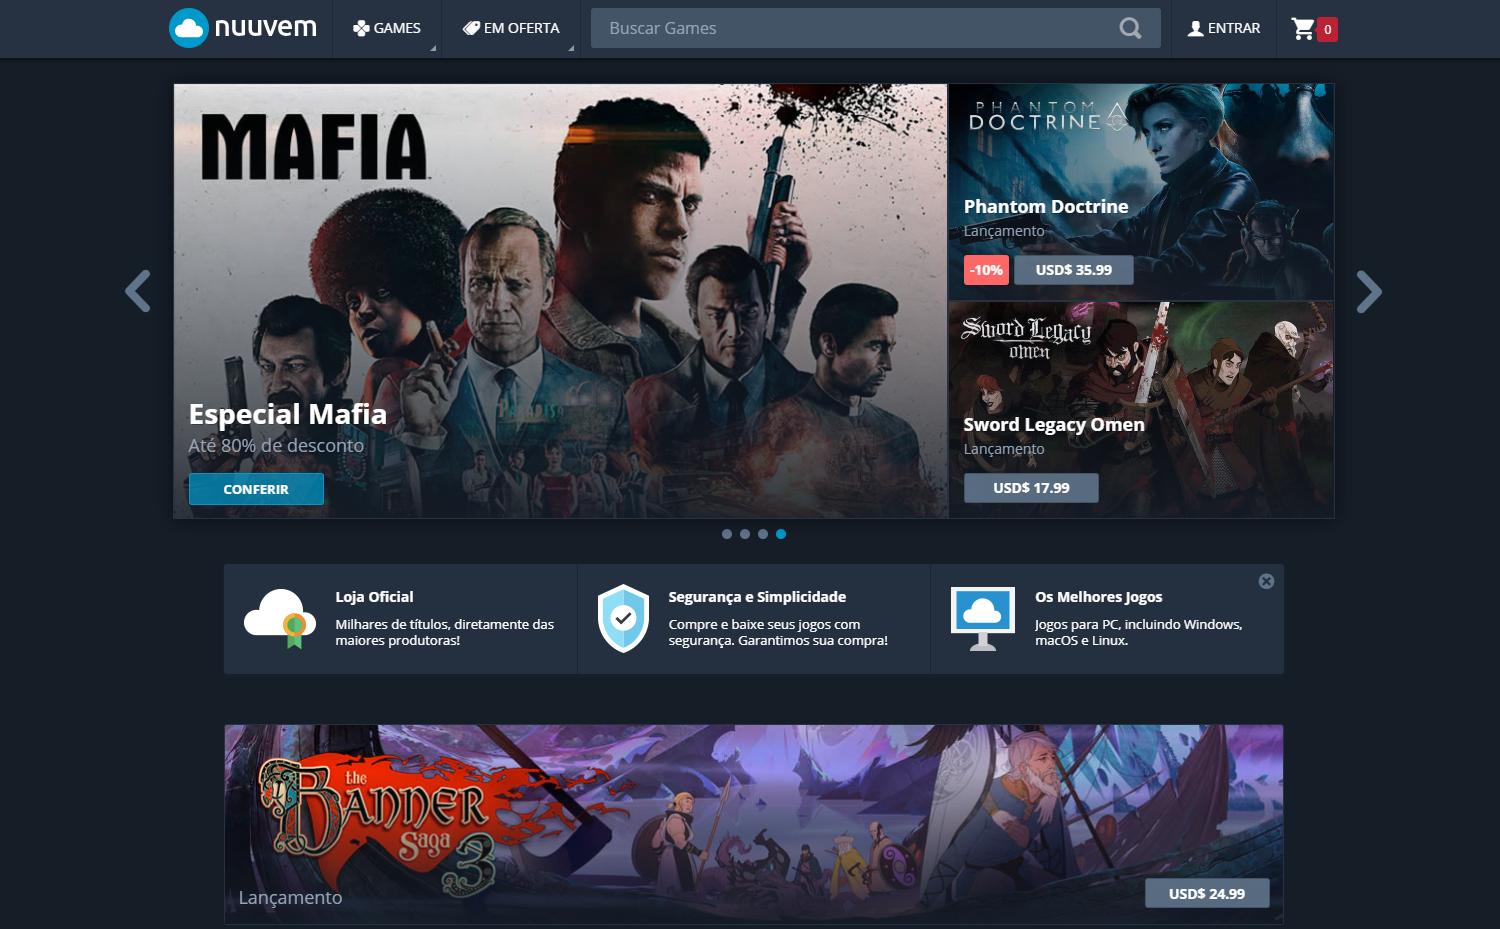 nuuvem
GAMES
EM OFERTA
Buscar Games
ENTRAR
0
MAFIA
Especial Mafia
Até 80% de desconto
CONFERIR
PHANTOM
DOCTRINE
Phantom Doctrine
Lançamento
-10%
USD$ 35.99
Sword Legacy
omen
Sword Legacy Omen
Lançamento
USD$ 17.99
Loja Oficial
Milhares de títulos, diretamente das
maiores produtoras!
Segurança e Simplicidade
Compre e baixe seus jogos com
segurança. Garantimos sua compra!
Os Melhores Jogos
Jogos para PC, incluindo Windows,
macOS e Linux.
the
Banner
Saga
3
Lançamento
USD$ 24.99